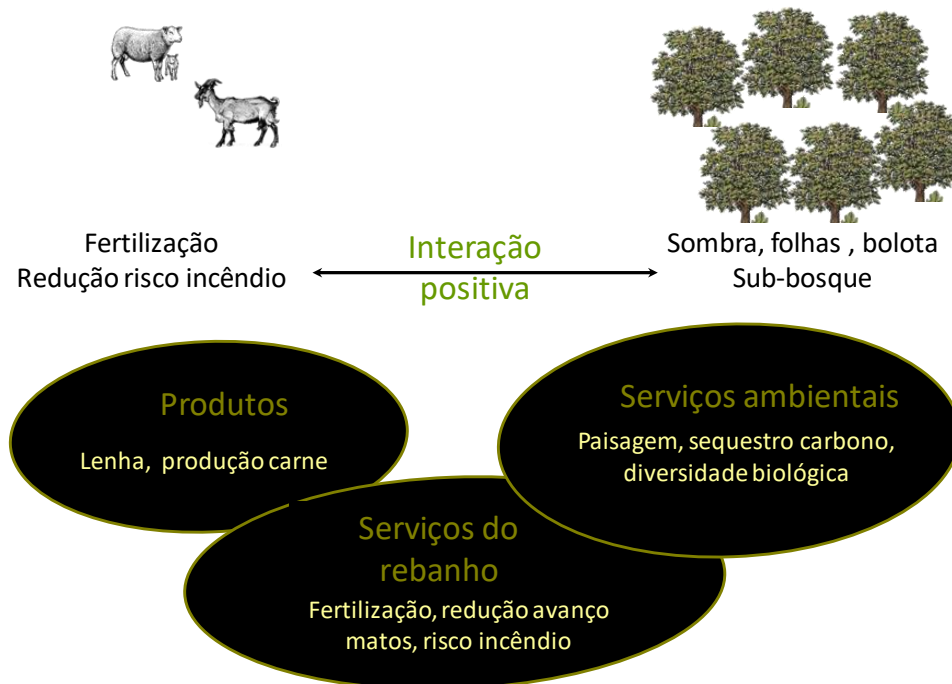 Fertilização
Redução risco incêndio
Interação
positiva
Sombra, folhas , bolota
Sub-bosque
Produtos
Lenha, produção carne
Serviços ambientais
Paisagem, sequestro carbono,
diversidade biológica
Serviços do
rebanho
Fertilização, redução avanço
matos, risco incêndio